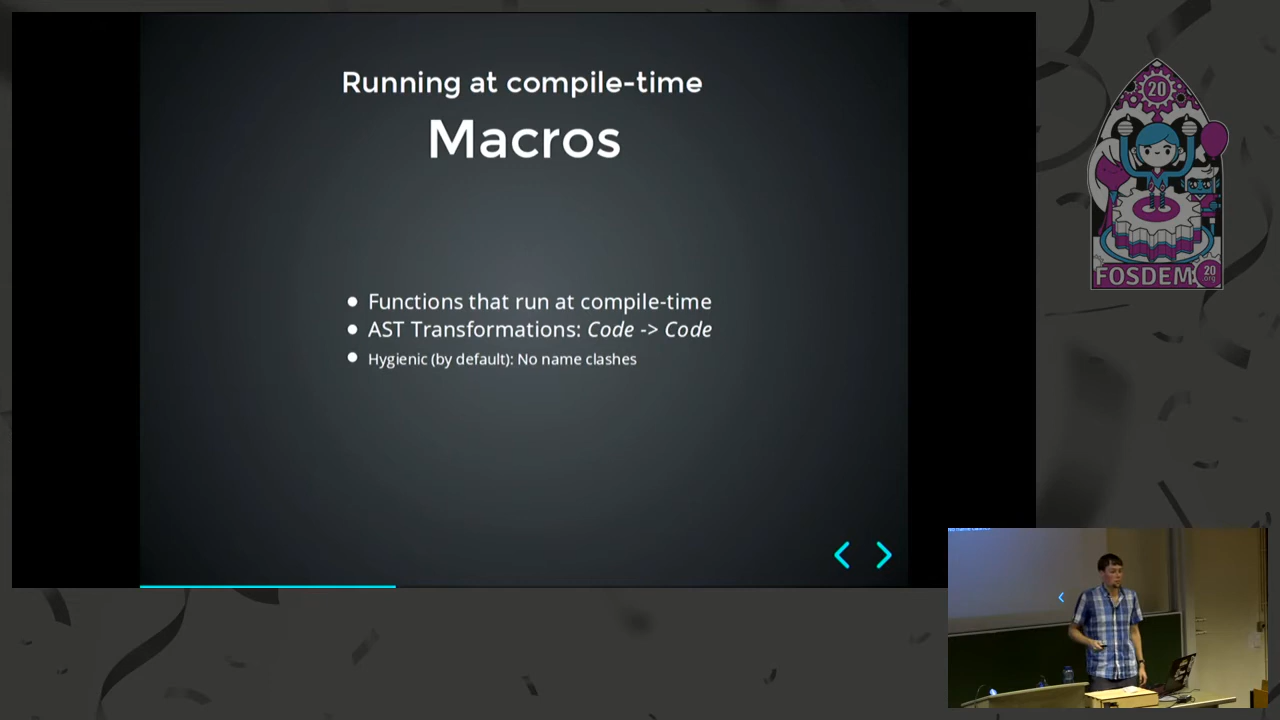 Running at compile-time
Macros
Functions that run at compile-time
AST Transformations: Code -> Code
Hygienic (by default): No name clashes
20
FOSDEM
20
.org